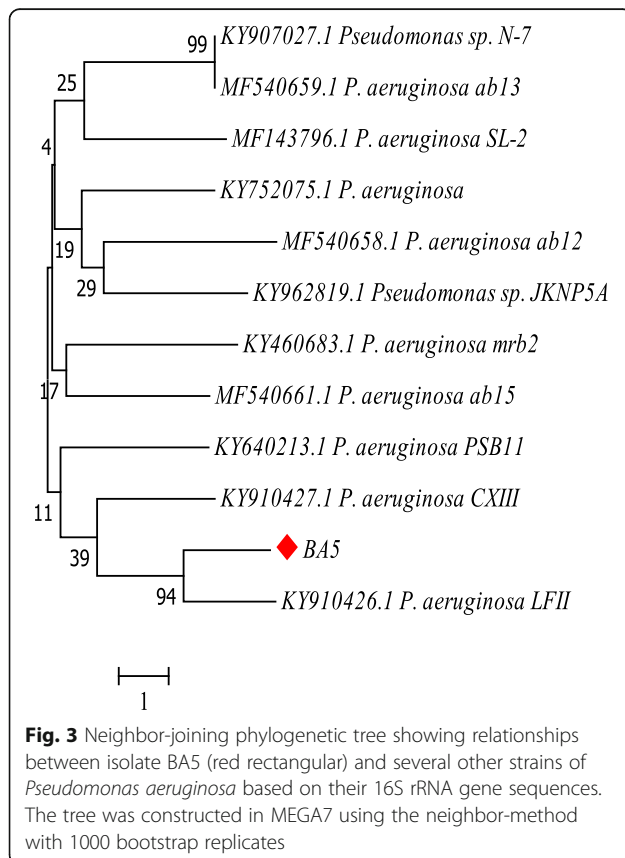 99
KY907027.1 Pseudomonas sp. N-7
MF540659.1 P. aeruginosa ab13
25
MF143796.1 P. aeruginosa SL-2
4
KY752075.1 P. aeruginosa
19
MF540658.1 P. aeruginosa ab12
29
KY962819.1 Pseudomonas sp. JKNP5A
KY460683.1 P. aeruginosa mrb2
17
MF540661.1 P. aeruginosa ab15
KY640213.1 P. aeruginosa PSB11
11
KY910427.1 P. aeruginosa CXIII
39
BA5
94
KY910426.1 P. aeruginosa LFII
1
Fig. 3 Neighbor-joining phylogenetic tree showing relationships
between isolate BA5 (red rectangular) and several other strains of
Pseudomonas aeruginosa based on their 16S rRNA gene sequences.
The tree was constructed in MEGA7 using the neighbor-method
with 1000 bootstrap replicates